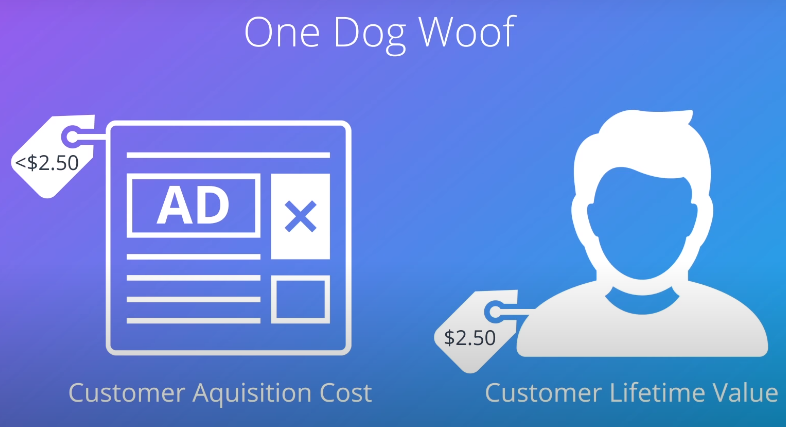 One Dog Woof
<$2.50
AD
$2.50
Customer Aquisition Cost
Customer Lifetime Value